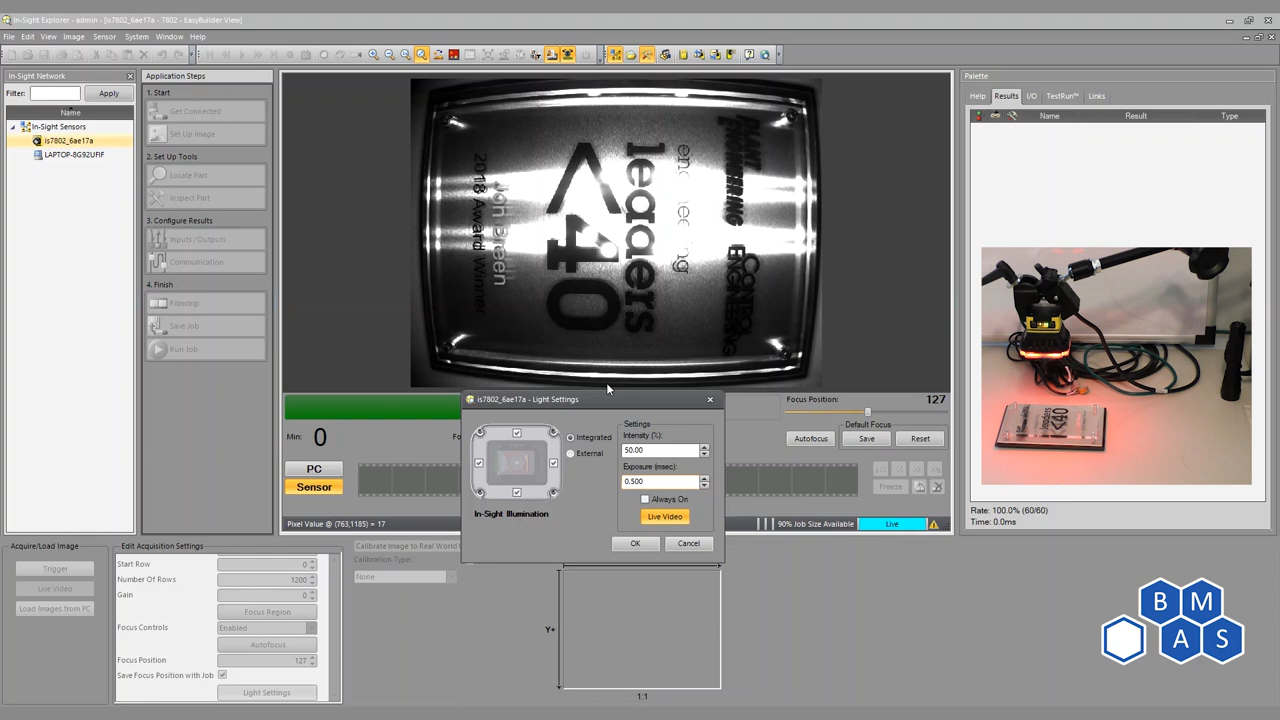 In-Sight Explorer - admin - [is7802_6ae17a - 7802 - EasyBuilder View]
File Edit View Image Sensor System Window Help
In-Sight Network
Filter:
Apply
Name
In-Sight Sensors
is7802_6ae17a
LAPTOP-8G92UFIF
Application Steps
1. Start
Get Connected
Set Up Image
2. Set Up Tools
Locate Part
Inspect Part
3. Configure Results
Inputs / Outputs
Communication
4. Finish
Filmstrip
Save Job
Run Job
2018 Award Winner
Jon Breen
<40
leaders
PLANT ENGINEERING
CONTROL ENGINEERING
Min: 0
PC
Sensor
Focus Position: 127
Default Focus
Autofocus
Save
Reset
Freeze
Pixel Value @ (763,1185) = 17
90% Job Size Available
Live
is7802_6ae17a - Light Settings
Integrated
External
In-Sight Illumination
Settings
Intensity (%):
50.00
Exposure (msec):
0.500
Always On
Live Video
OK
Cancel
Palette
Help Results I/O TestRun™ Links
Name Result Type
leaders
<40
Rate: 100.0% (60/60)
Time: 0.0ms
Acquire/Load Image
Trigger
Live Video
Load Images from PC
Edit Acquisition Settings
Start Row 0
Number Of Rows 1200
Gain 0
Focus Region
Focus Controls Enabled
Autofocus
Focus Position 127
Save Focus Position with Job
Light Settings
Calibrate Image to Real World
Calibration Type:
None
Y+
1:1
B M
A S